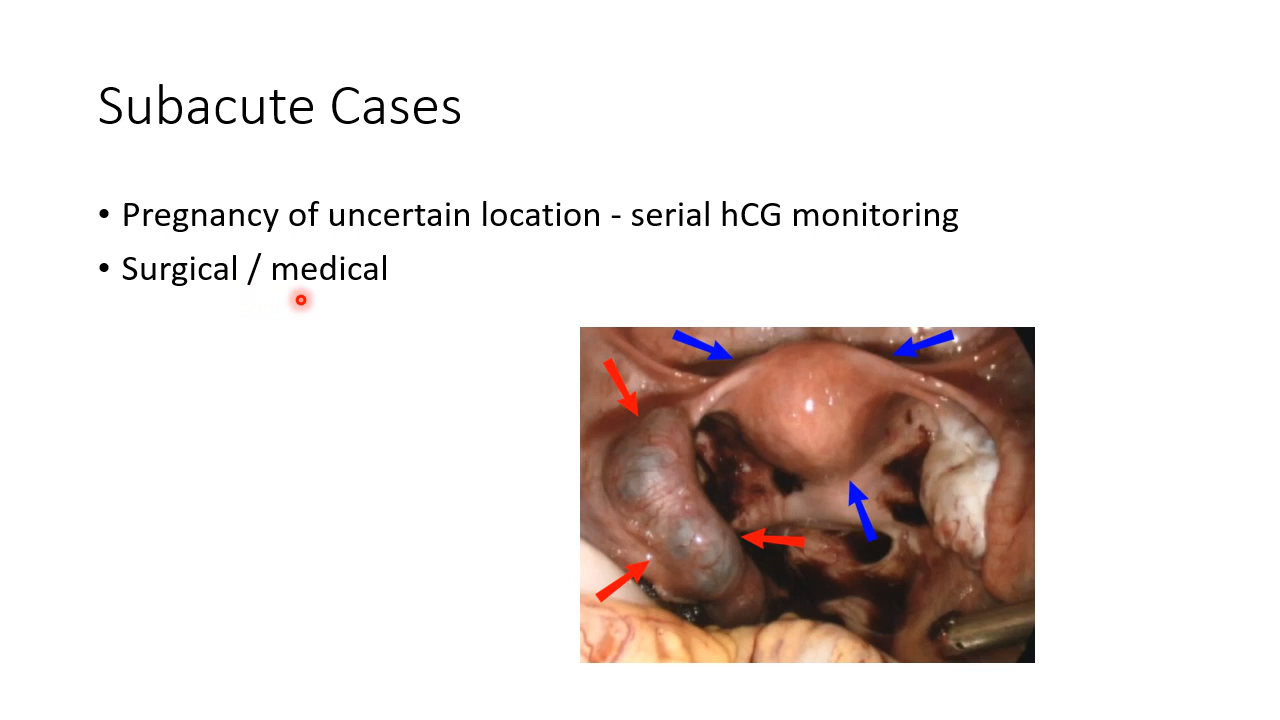 Subacute Cases
• Pregnancy of uncertain location - serial hCG monitoring
• Surgical / medical